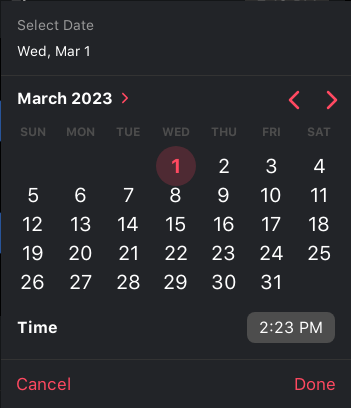 Select Date
Wed, Mar 1
March 2023
SUN MON TUE WED THU FRI SAT
1 2 3 4
5 6 7 8 9 10 11
12 13 14 15 16 17 18
19 20 21 22 23 24 25
26 27 28 29 30 31
Time 2:23 PM
Cancel Done